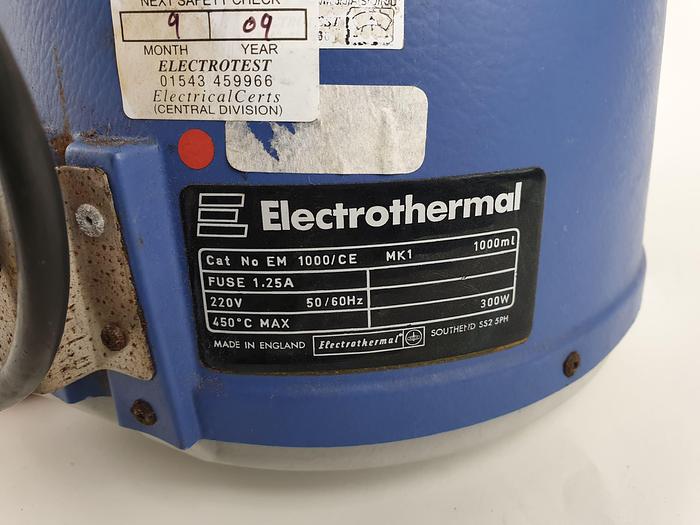 NEXT SAFETY CHECK
9 09
MONTH YEAR
ELECTROTEST
01543 459966
ElectricalCerts
(CENTRAL DIVISION)
Electrothermal
Cat No EM 1000/CE MK1 1000ml
FUSE 1.25A
220V 50/60Hz 300W
450°C MAX
MADE IN ENGLAND Electrothermal SOUTHEND SS2 5PH